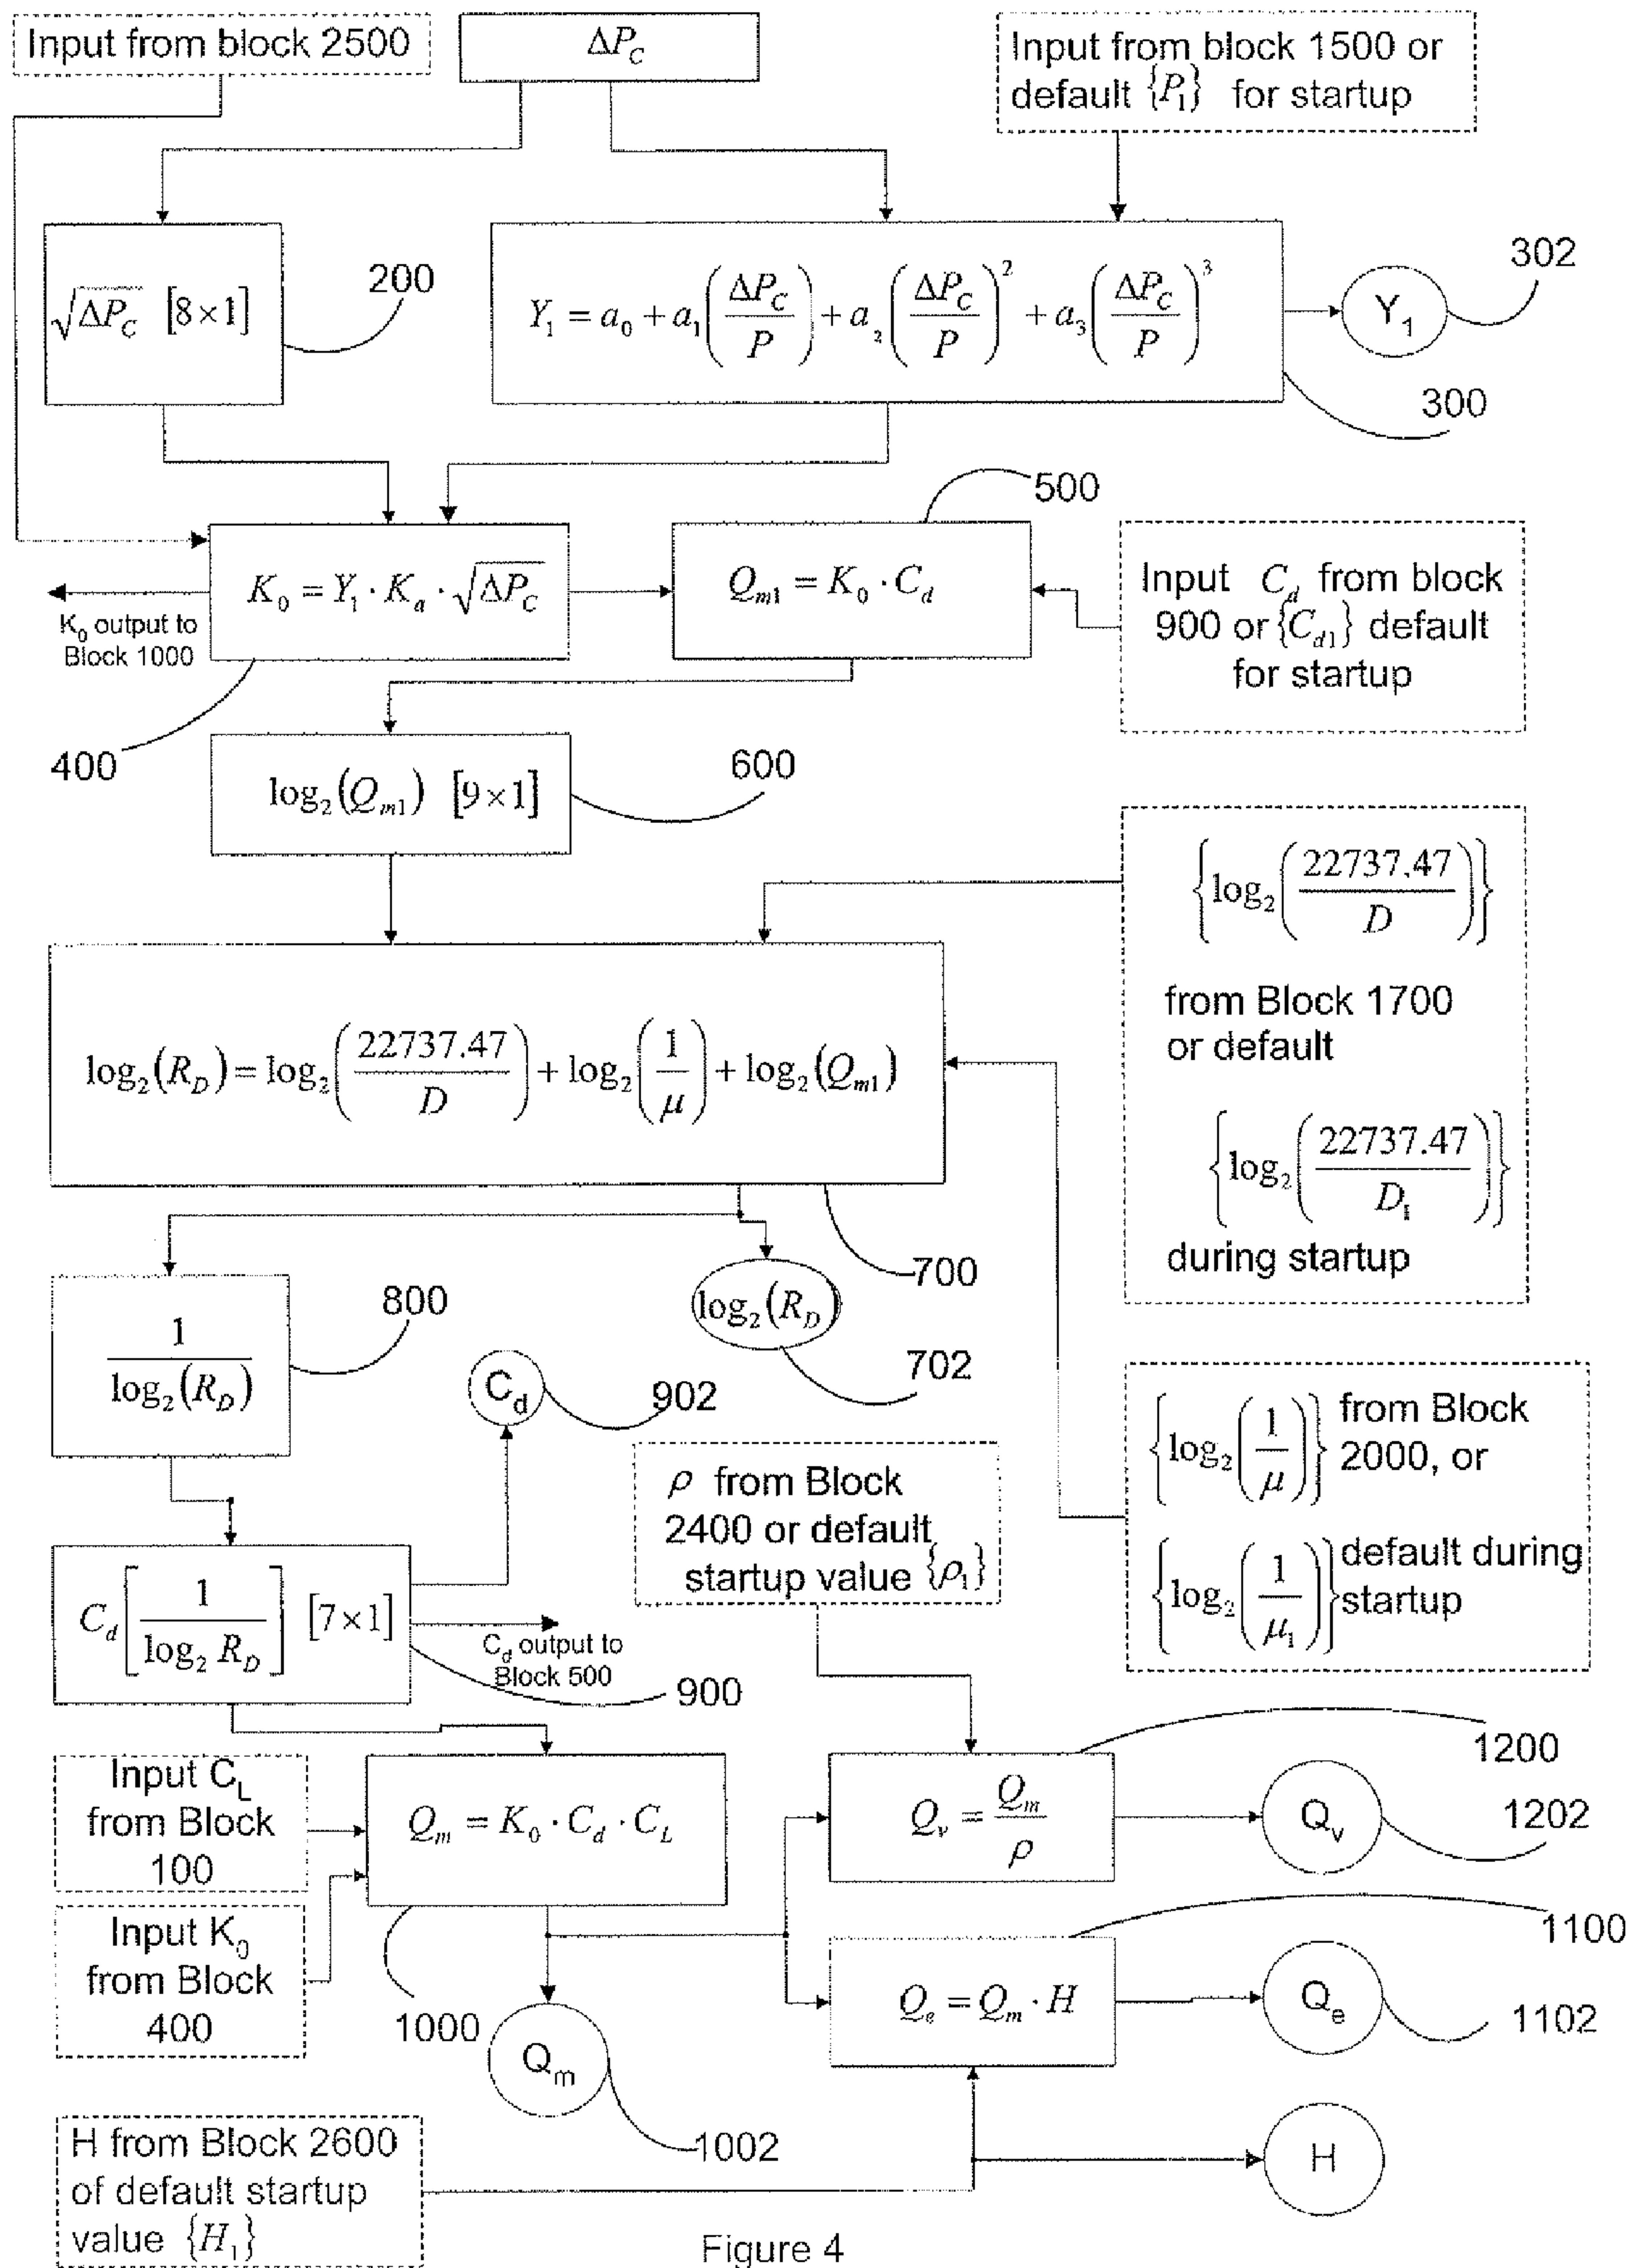 Input from block 2500
ΔP_C
Input from block 1500 or
default {P_1} for startup
√ΔP_C [8×1]
200
Y_1 = a_0 + a_1(ΔP_C/P) + a_2(ΔP_C/P)^2 + a_3(ΔP_C/P)^3
Y_1
302
300
500
K_0 = Y_1 · K_a · √ΔP_C
Q_m1 = K_0 · C_d
Input C_d from block
900 or {C_d1} default
for startup
K_0 output to
Block 1000
400
log_2(Q_m1) [9×1]
600
{log_2(22737.47/D)}
from Block 1700
or default
{log_2(22737.47/D_1)}
during startup
log_2(R_D) = log_2(22737.47/D) + log_2(1/μ) + log_2(Q_m1)
700
log_2(R_D)
702
1/log_2(R_D)
800
C_d
902
{log_2(1/μ)} from Block
2000, or
{log_2(1/μ_1)} default during
startup
ρ from Block
2400 or default
startup value {ρ_1}
C_d[1/log_2 R_D] [7×1]
C_d output to
Block 500
900
Input C_L
from Block
100
Q_m = K_0 · C_d · C_L
Q_v = Q_m/ρ
1200
Q_v
1202
Input K_0
from Block
400
1000
Q_m
1002
Q_e = Q_m · H
1100
Q_e
1102
H from Block 2600
of default startup
value {H_1}
H
Figure 4